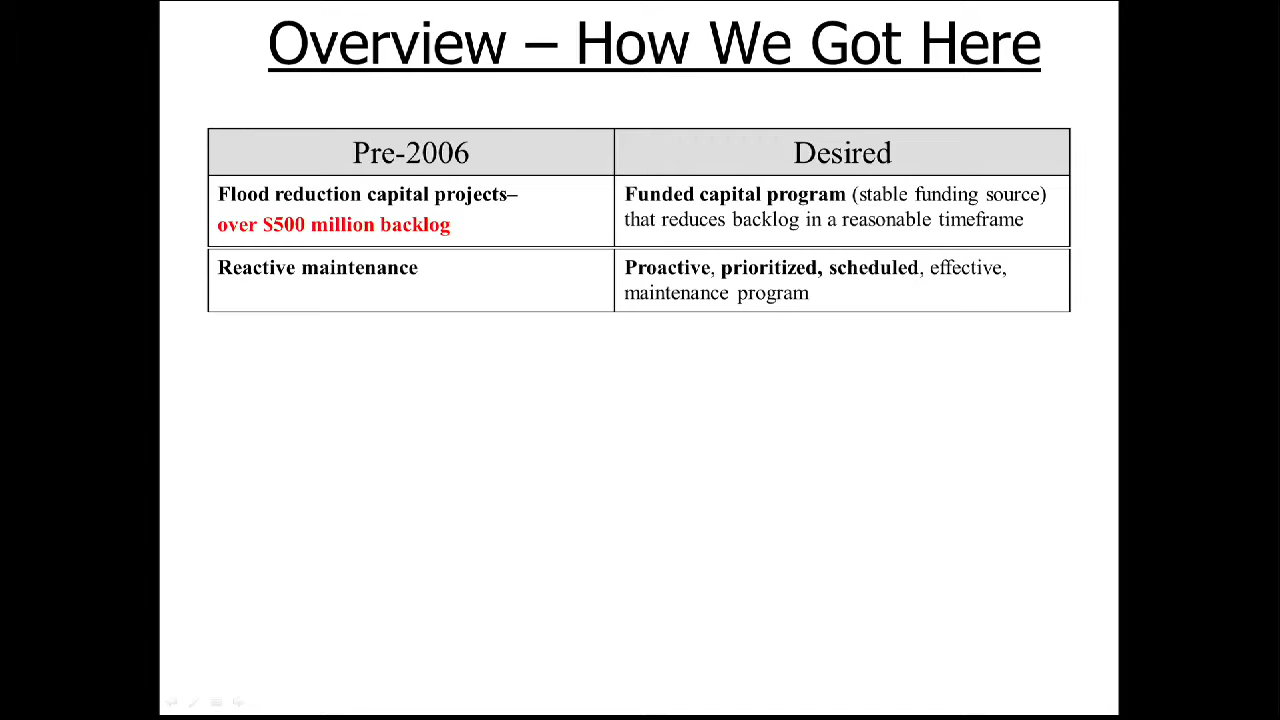 Overview – How We Got Here
Pre-2006
Desired
Flood reduction capital projects–
over $500 million backlog
Funded capital program (stable funding source)
that reduces backlog in a reasonable timeframe
Reactive maintenance
Proactive, prioritized, scheduled, effective,
maintenance program